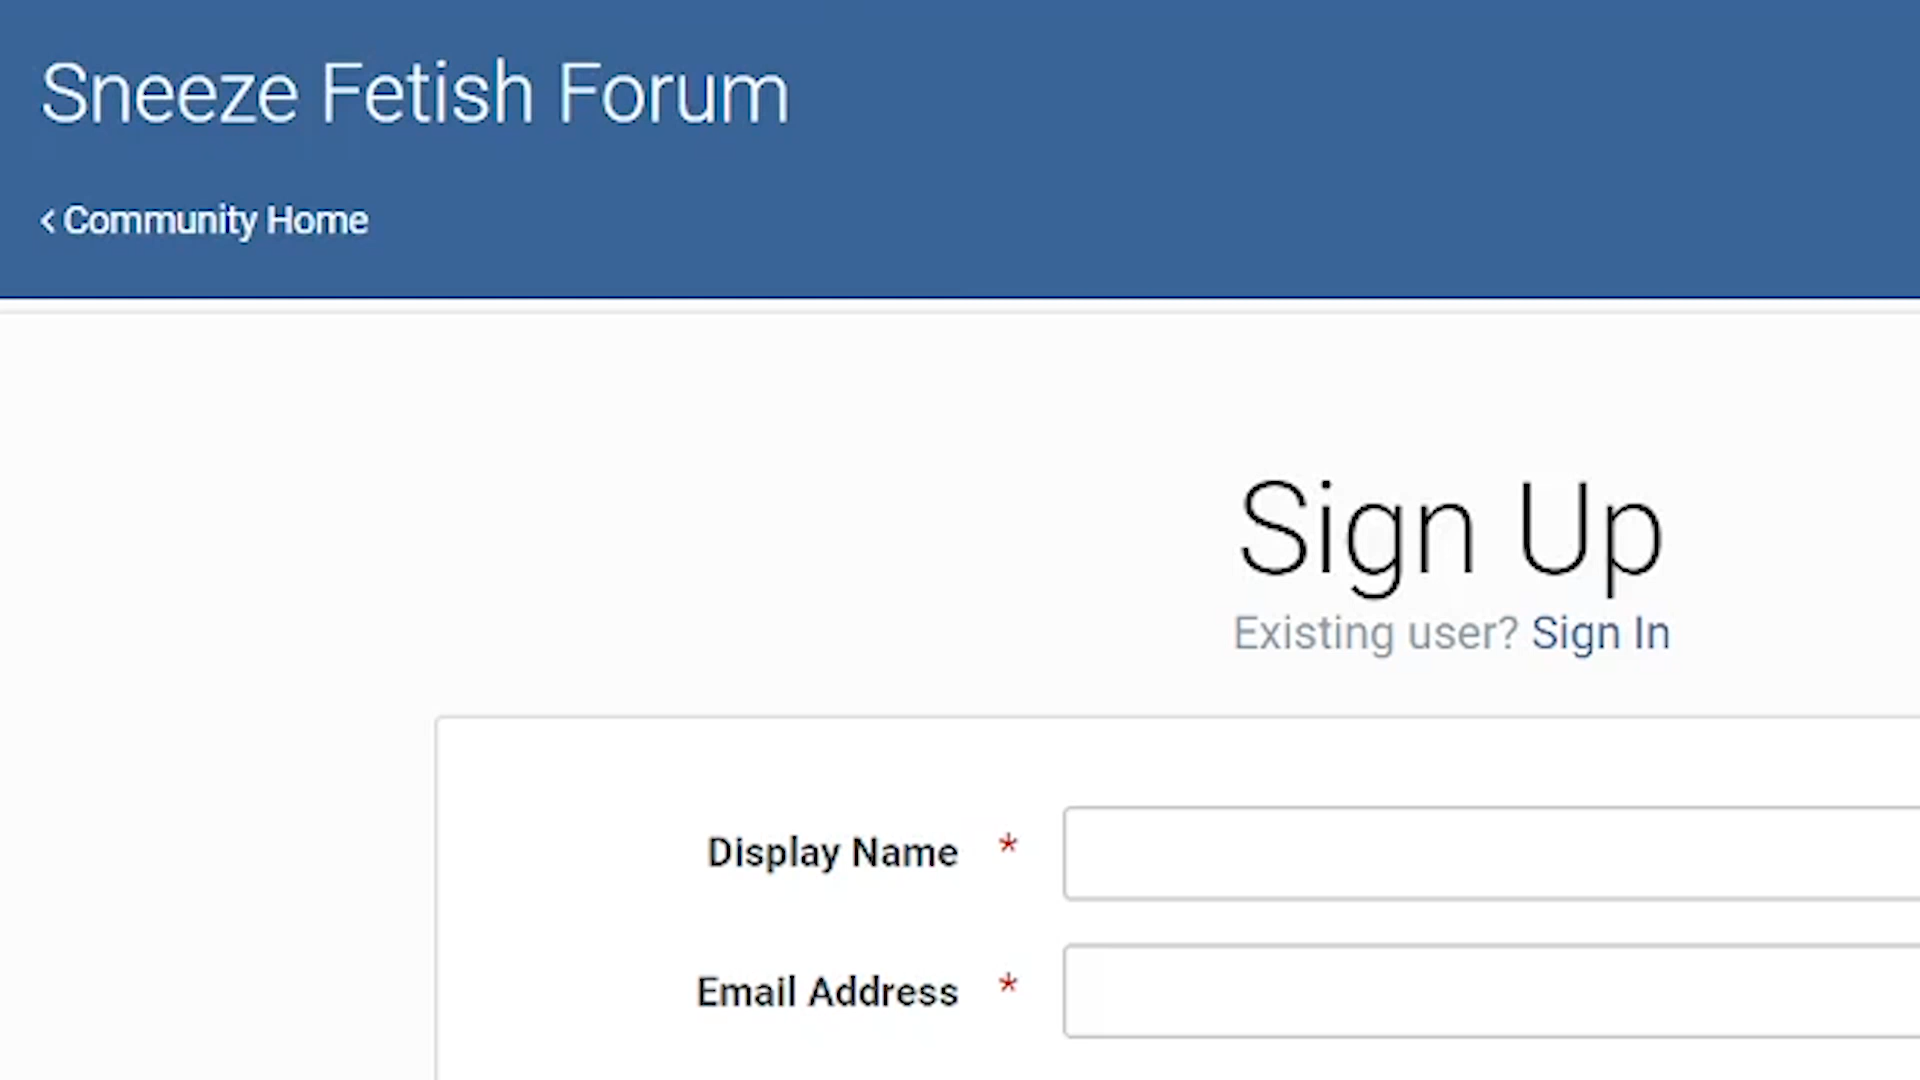 Sneeze Fetish Forum
< Community Home
Sign Up
Existing user? Sign In
Display Name *
Email Address *